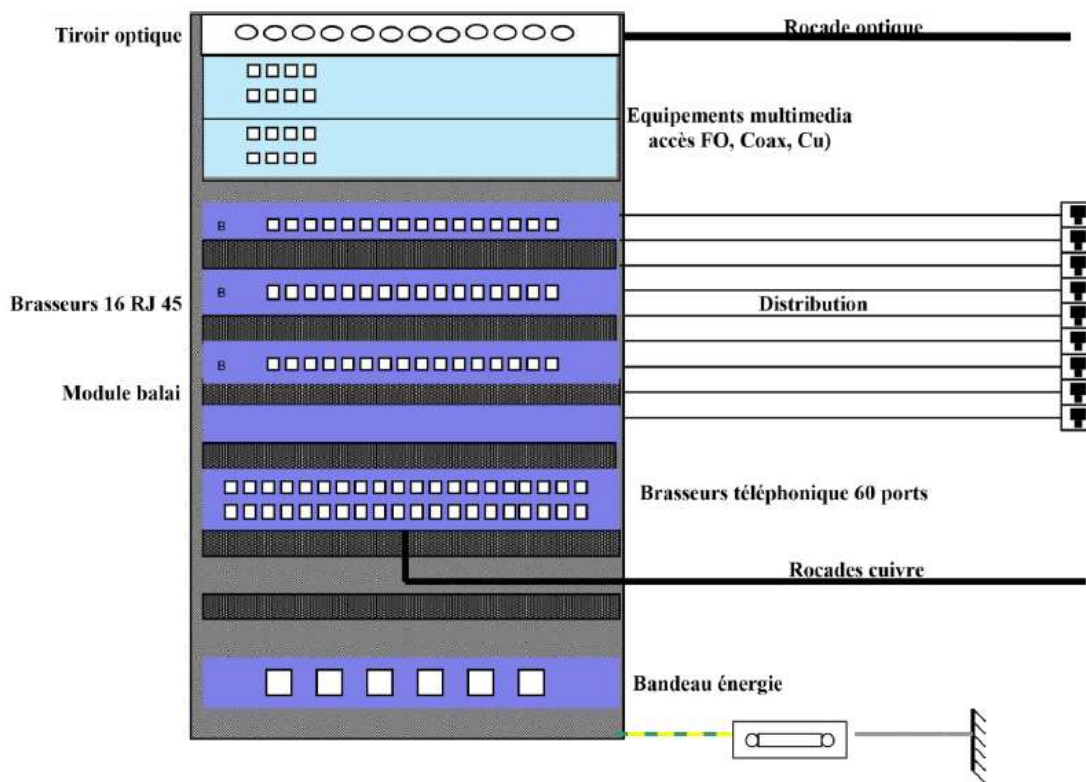 Tiroir optique
Rocade optique
Equipements multimedia
accès FO, Coax, Cu)
B
Brasseurs 16 RJ 45
B
Distribution
B
Module balai
Brasseurs téléphonique 60 ports
Rocades cuivre
Bandeau énergie